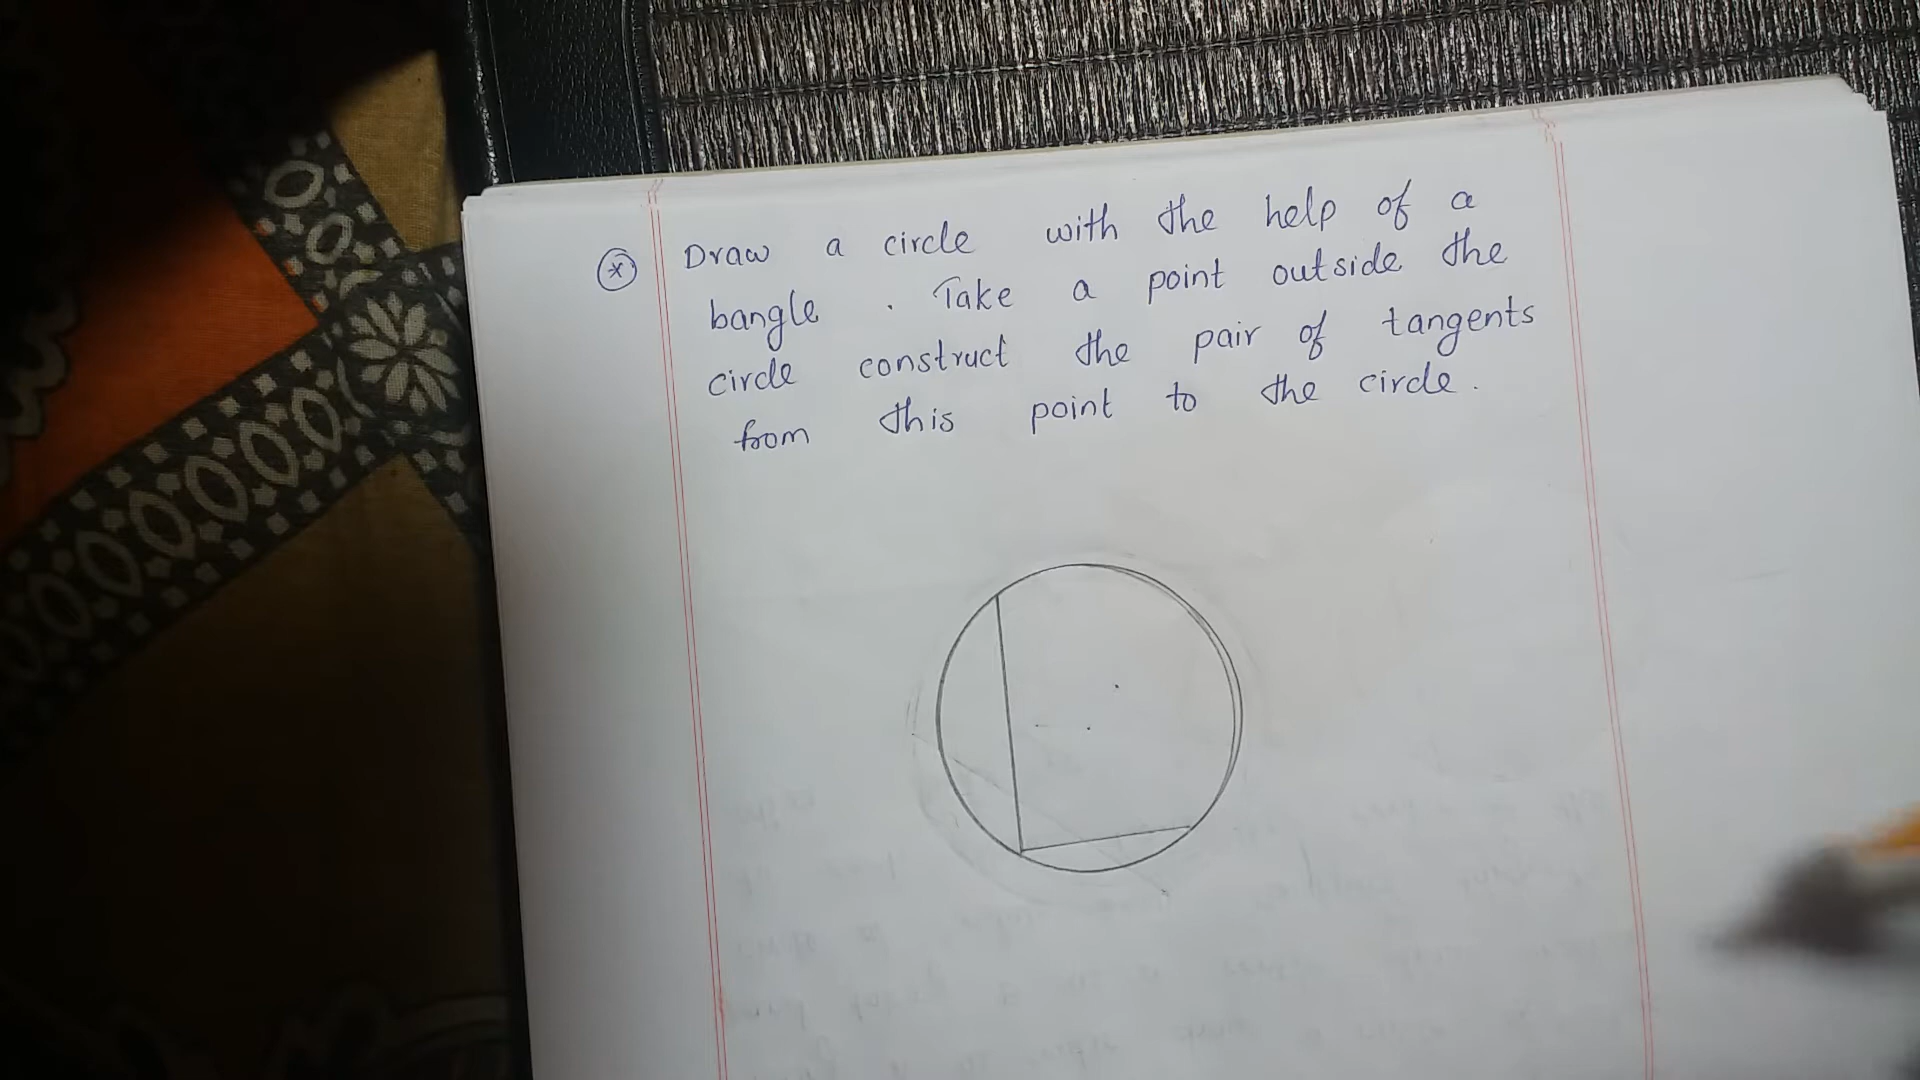 * Draw a circle with the help of a
bangle . Take a point outside the
circle construct the pair of tangents
from this point to the circle.